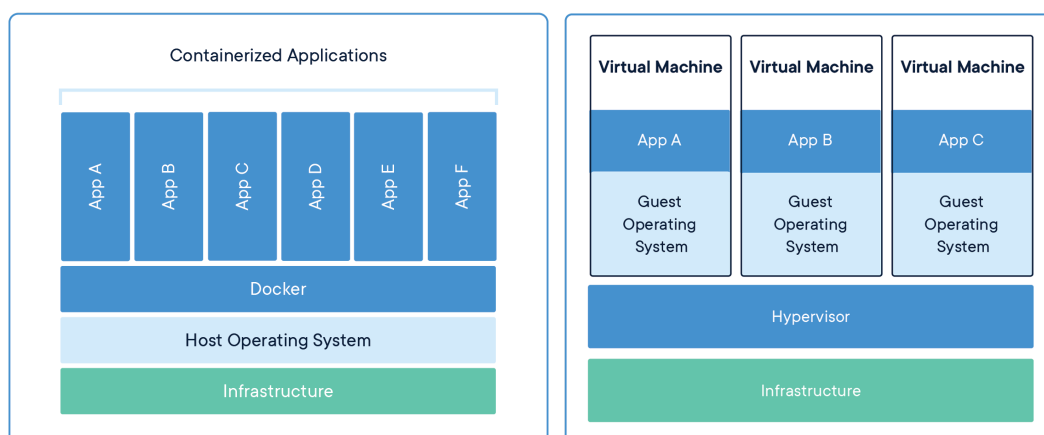 Containerized Applications
App A
App B
App C
App D
App E
App F
Docker
Host Operating System
Infrastructure
Virtual Machine
App A
Guest
Operating
System
Virtual Machine
App B
Guest
Operating
System
Virtual Machine
App C
Guest
Operating
System
Hypervisor
Infrastructure